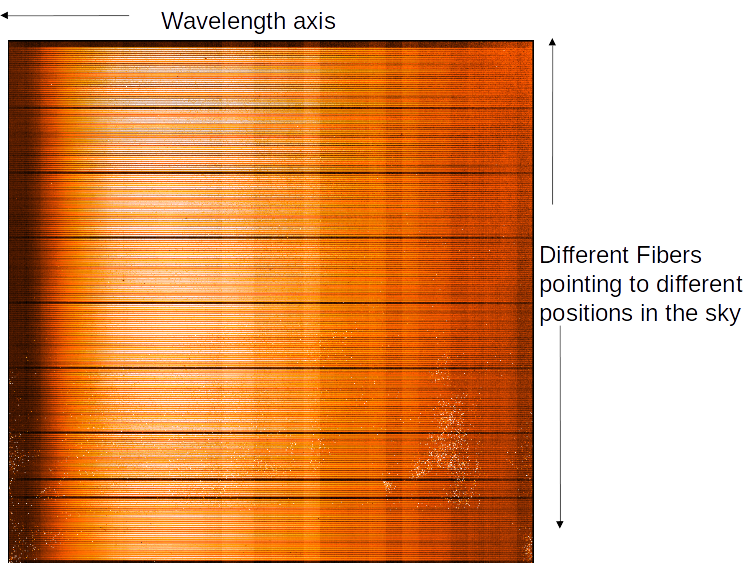 Wavelength axis
Different Fibers
pointing to different
positions in the sky